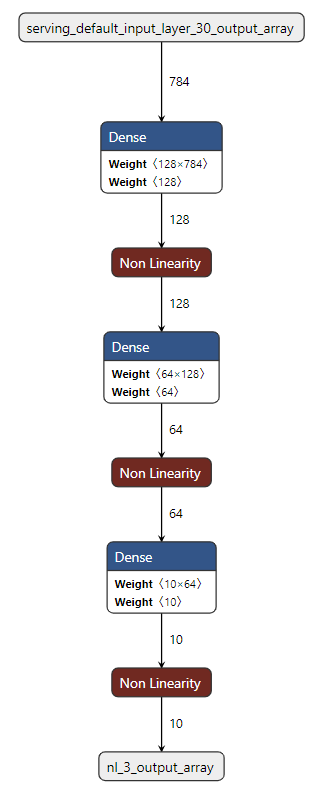 serving_default_input_layer_30_output_array
784
Dense
Weight〈128×784〉
Weight〈128〉
128
Non Linearity
128
Dense
Weight〈64×128〉
Weight〈64〉
64
Non Linearity
64
Dense
Weight〈10×64〉
Weight〈10〉
10
Non Linearity
10
nl_3_output_array